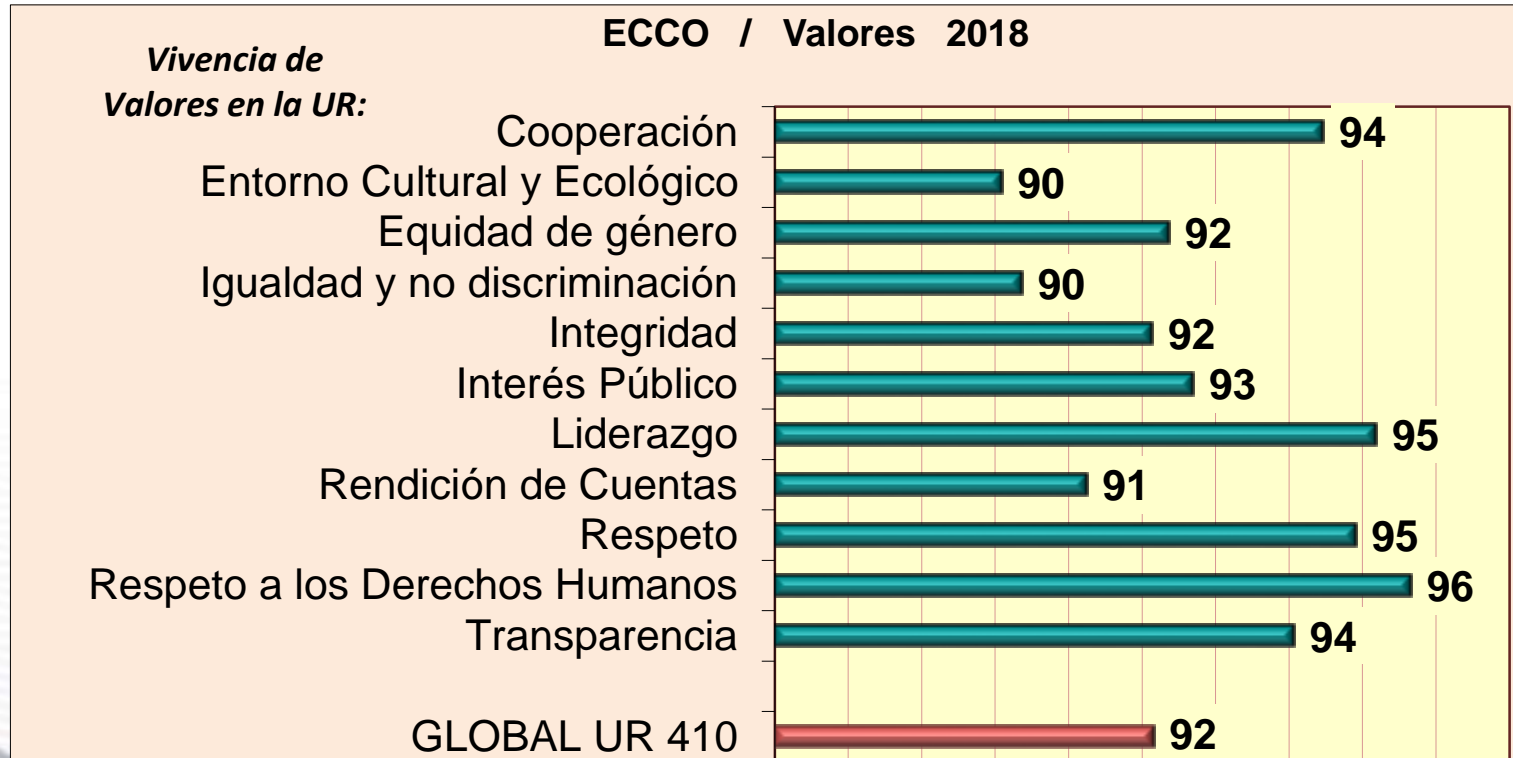 ECCO / Valores 2018
Vivencia de
Valores en la UR:
Cooperación 94
Entorno Cultural y Ecológico 90
Equidad de género 92
Igualdad y no discriminación 90
Integridad 92
Interés Público 93
Liderazgo 95
Rendición de Cuentas 91
Respeto 95
Respeto a los Derechos Humanos 96
Transparencia 94
GLOBAL UR 410 92